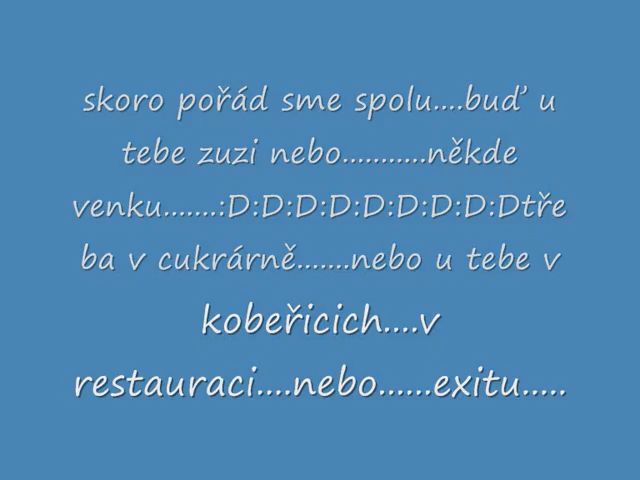 skoro pořád sme spolu....buď u
tebe zuzi nebo...........někde
venku.......:D:D:D:D:D:D:D:D:Dtře
ba v cukrárně.......nebo u tebe v
kobeřicich....v
restauraci....nebo......exitu.....